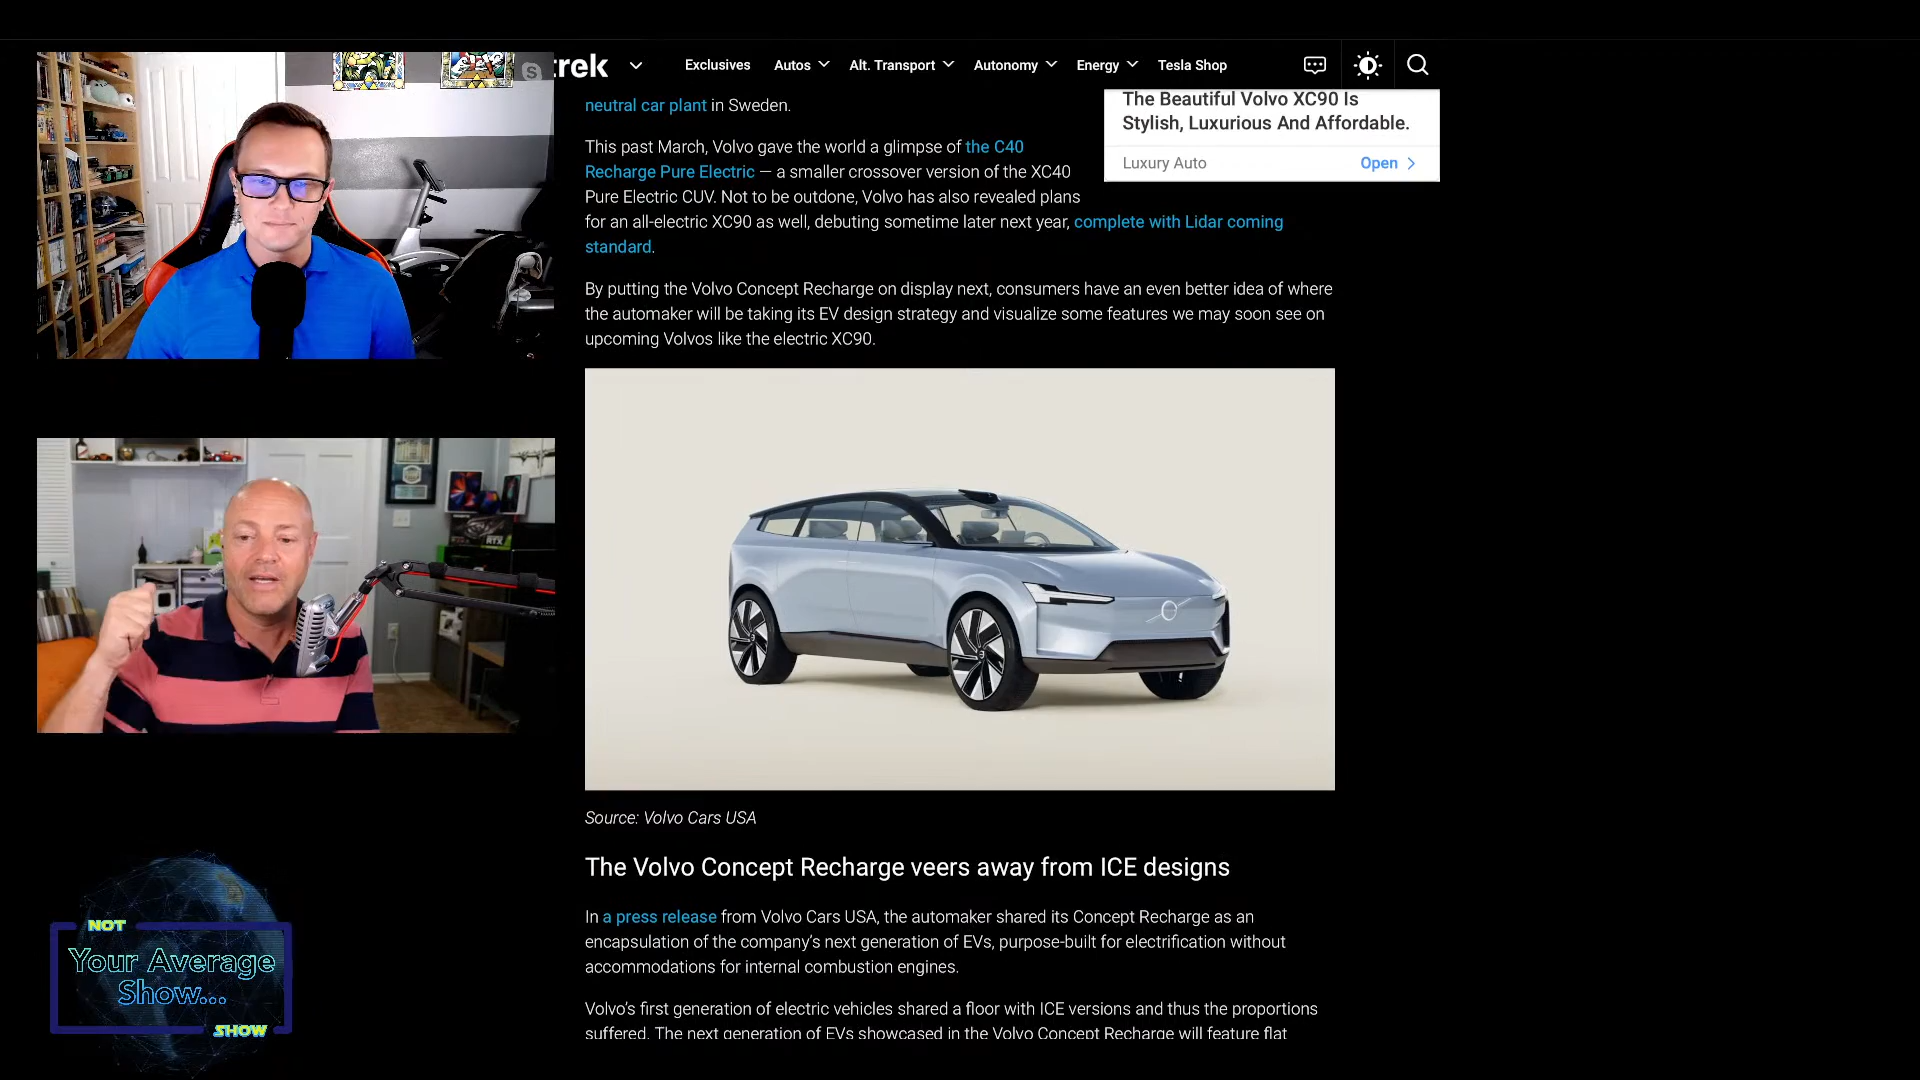 trek
Exclusives
Autos
Alt. Transport
Autonomy
Energy
Tesla Shop
neutral car plant in Sweden.
The Beautiful Volvo XC90 Is
Stylish, Luxurious And Affordable.
Luxury Auto
Open
This past March, Volvo gave the world a glimpse of the C40
Recharge Pure Electric — a smaller crossover version of the XC40
Pure Electric CUV. Not to be outdone, Volvo has also revealed plans
for an all-electric XC90 as well, debuting sometime later next year, complete with Lidar coming
standard.
By putting the Volvo Concept Recharge on display next, consumers have an even better idea of where
the automaker will be taking its EV design strategy and visualize some features we may soon see on
upcoming Volvos like the electric XC90.
RTX
Source: Volvo Cars USA
The Volvo Concept Recharge veers away from ICE designs
In a press release from Volvo Cars USA, the automaker shared its Concept Recharge as an
encapsulation of the company's next generation of EVs, purpose-built for electrification without
accommodations for internal combustion engines.
Volvo's first generation of electric vehicles shared a floor with ICE versions and thus the proportions
suffered. The next generation of EVs showcased in the Volvo Concept Recharge will feature flat
NOT
Your Average
Show...
SHOW